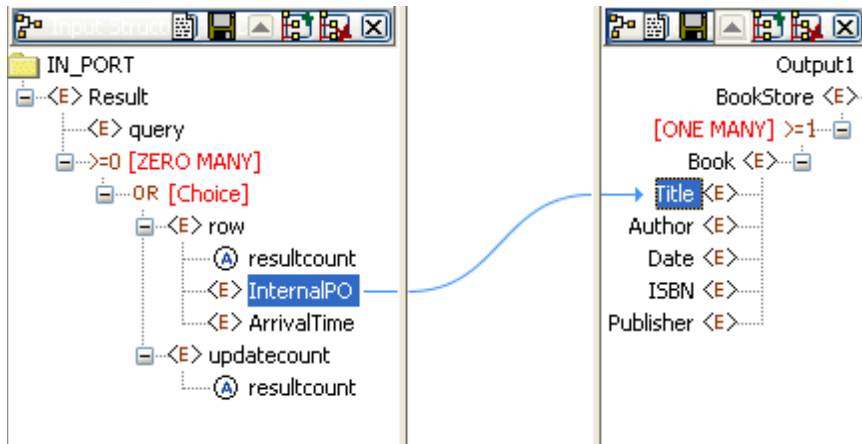 Input Struct
IN_PORT
<E> Result
<E> query
>=0 [ZERO MANY]
OR [Choice]
<E> row
A resultcount
<E> InternalPO
<E> ArrivalTime
<E> updatecount
A resultcount
Output1
BookStore <E>
[ONE MANY] >=1
Book <E>
Title <E>
Author <E>
Date <E>
ISBN <E>
Publisher <E>